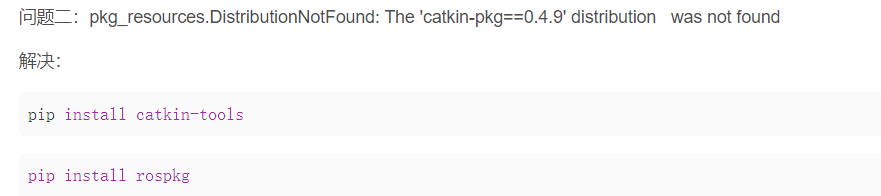 问题二：pkg_resources.DistributionNotFound: The 'catkin-pkg==0.4.9' distribution   was not found
解决：
pip install catkin-tools
pip install rospkg